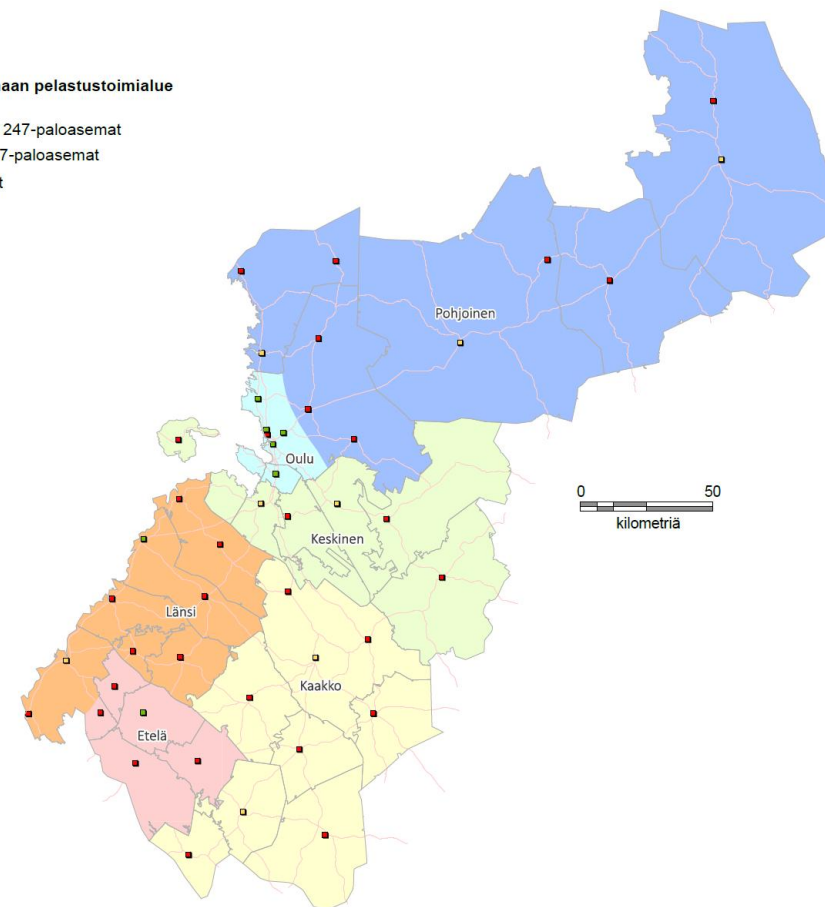 aan pelastustoimialue
247-paloasemat
7-paloasemat
t
Pohjoinen
Oulu
Keskinen
Länsi
Kaakko
Etelä
0 50
kilometriä